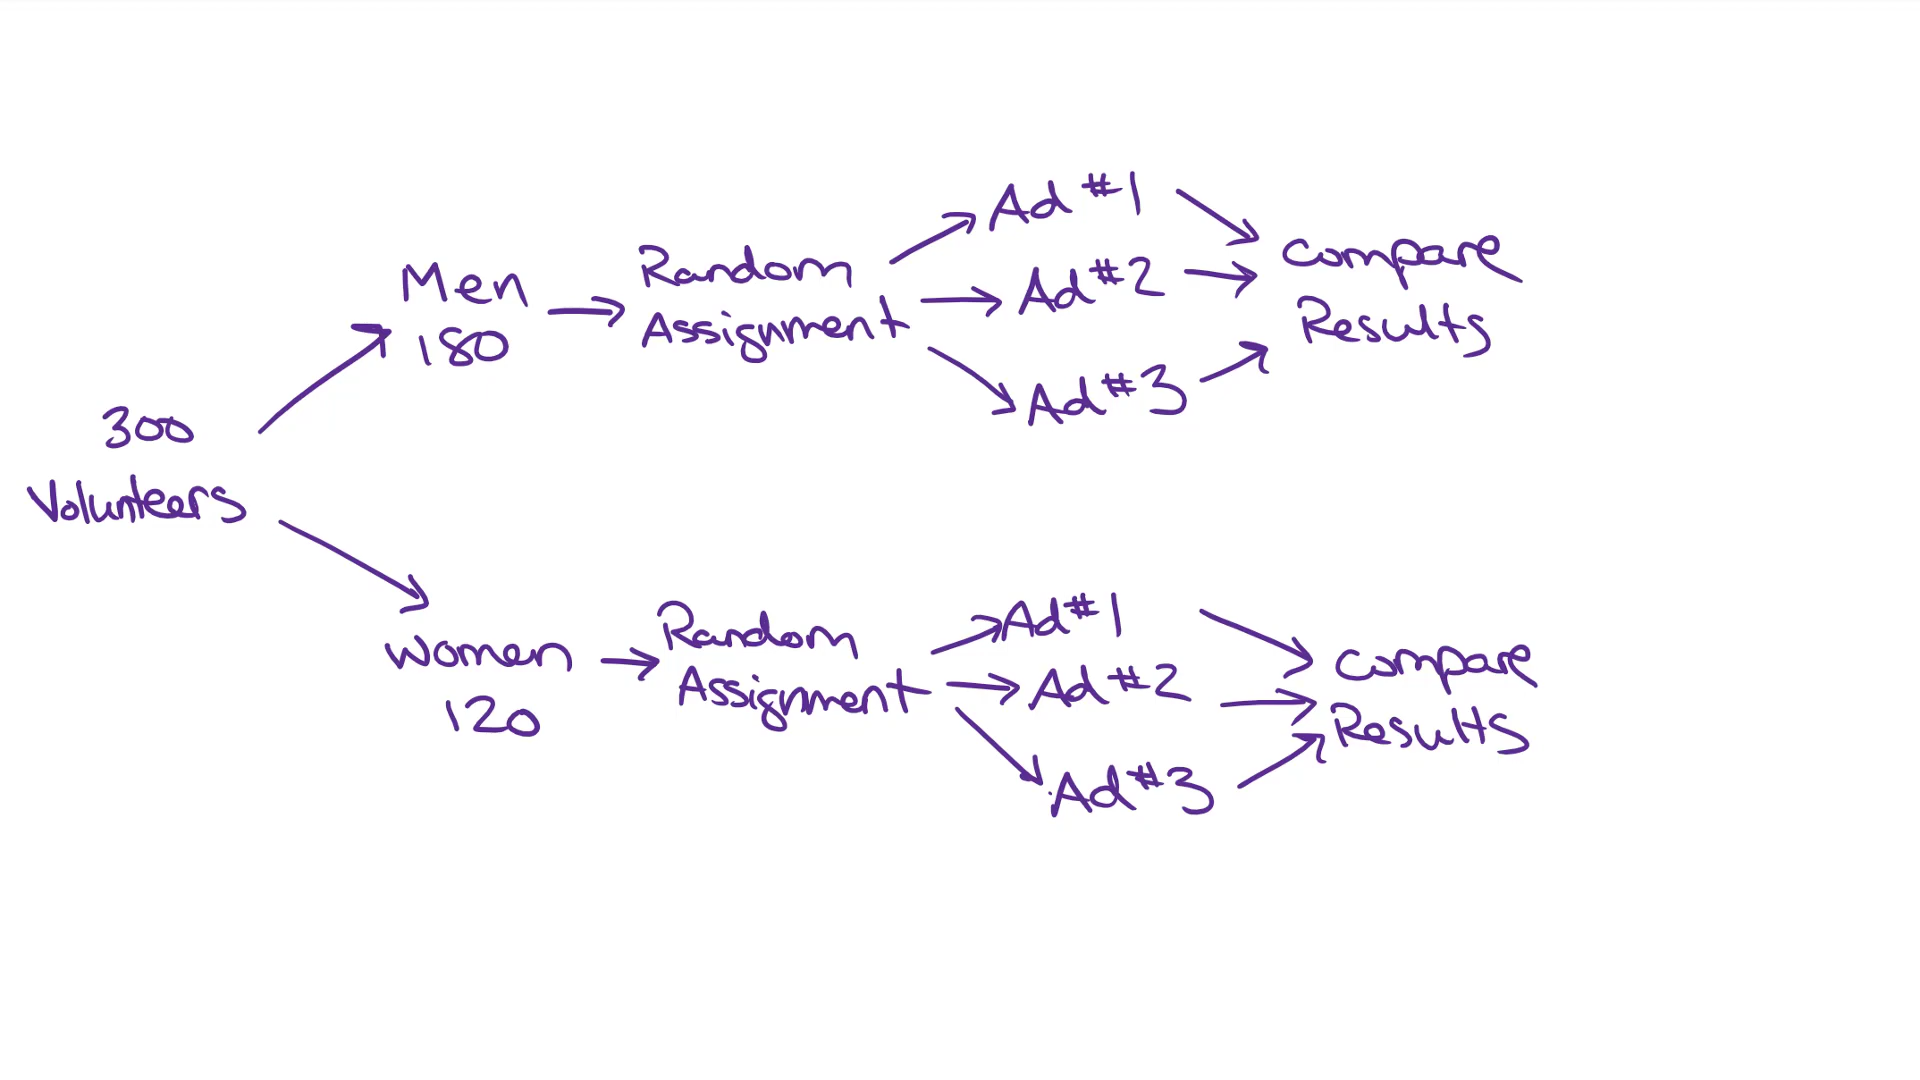 300
Volunteers
Men
180
Random
Assignment
Ad #1
Ad #2
Ad #3
Compare
Results
Women
120
Random
Assignment
Ad #1
Ad #2
Ad #3
Compare
Results